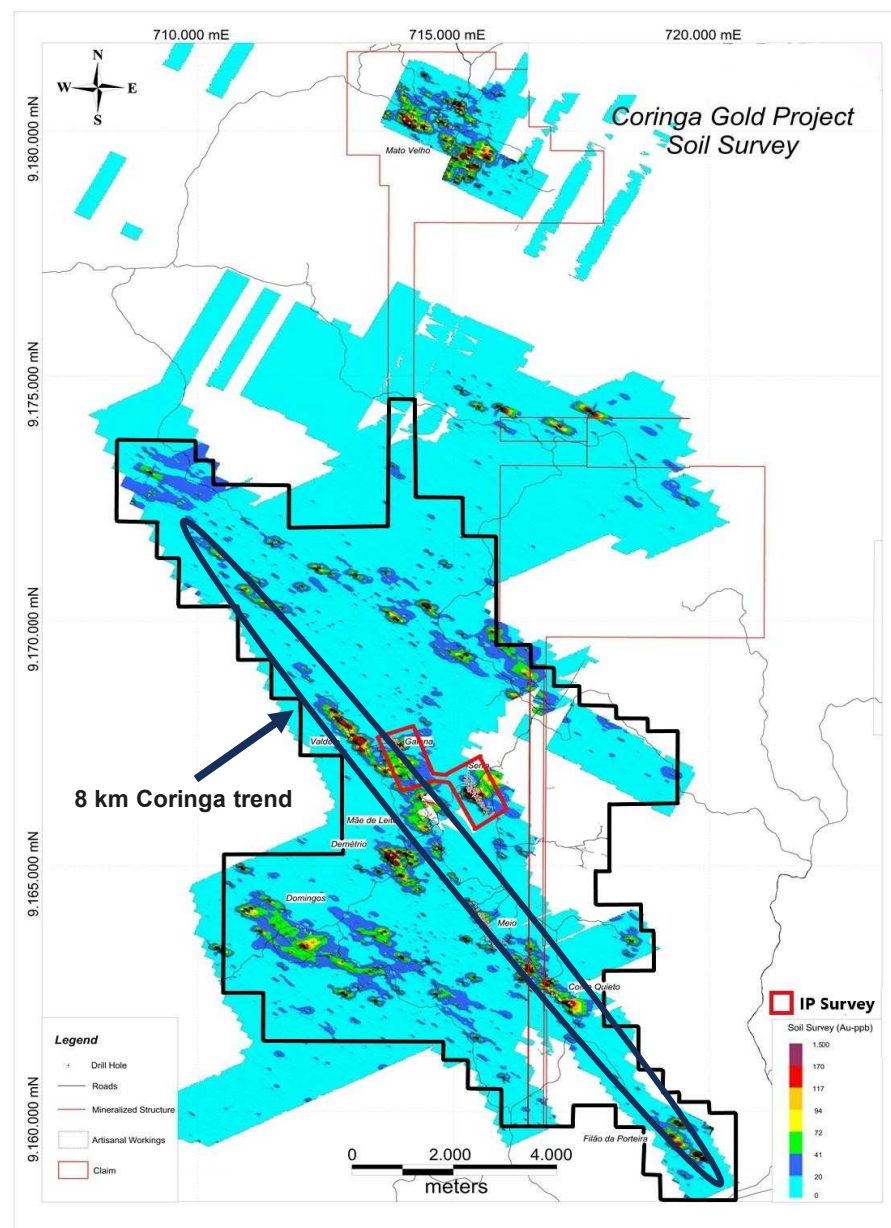 710.000 mE
715.000 mE
720.000 mE
N
W
E
S
Coringa Gold Project
Soil Survey
9.180.000 mN
Mato Velho
9.175.000 mN
9.170.000 mN
Galena
Serra
8 km Coringa trend
Mãe de Leite
Demétrio
9.165.000 mN
Domingos
Meio
Come Quieto
IP Survey
Legend
Drill Hole
Roads
Mineralized Structure
Artisanal Workings
Claim
Soil Survey (Au-ppb)
1.500
170
117
94
72
41
20
0
9.160.000 mN
Filão da Porteira
0
2.000
4.000
meters